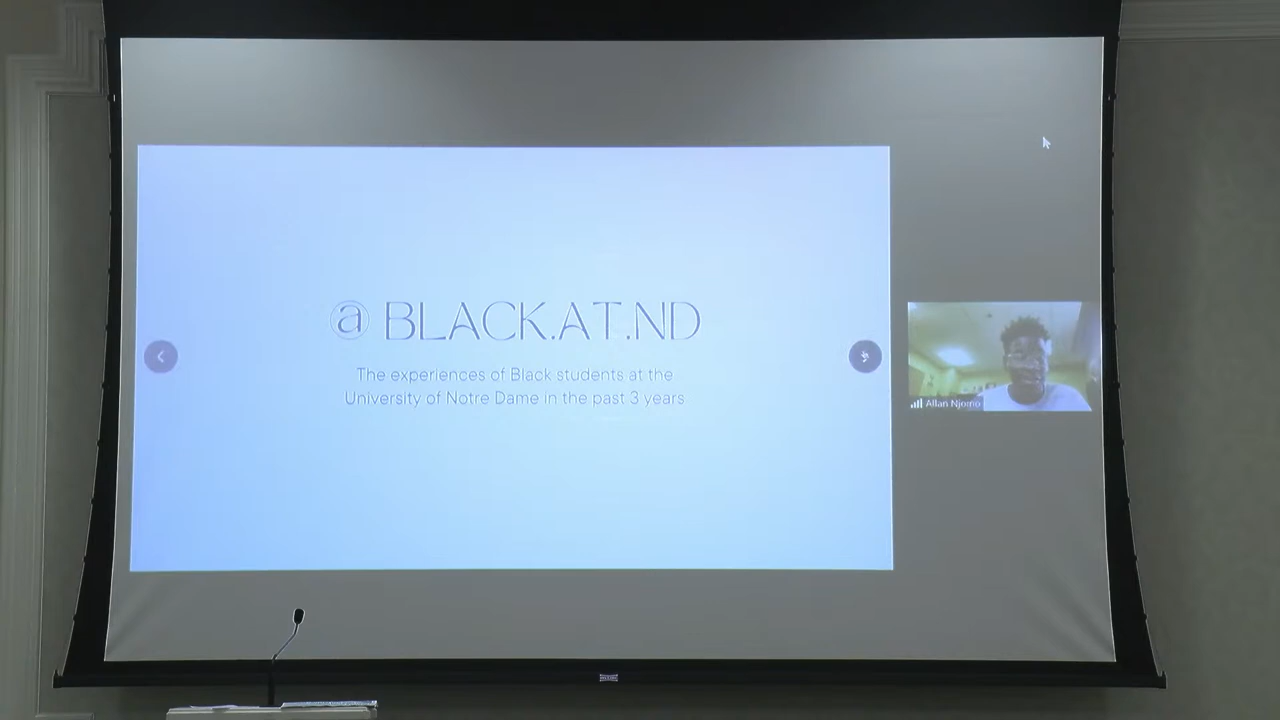 @ BLACK.AT.ND
The experiences of Black students at the
University of Notre Dame in the past 3 years
Allan Njomo